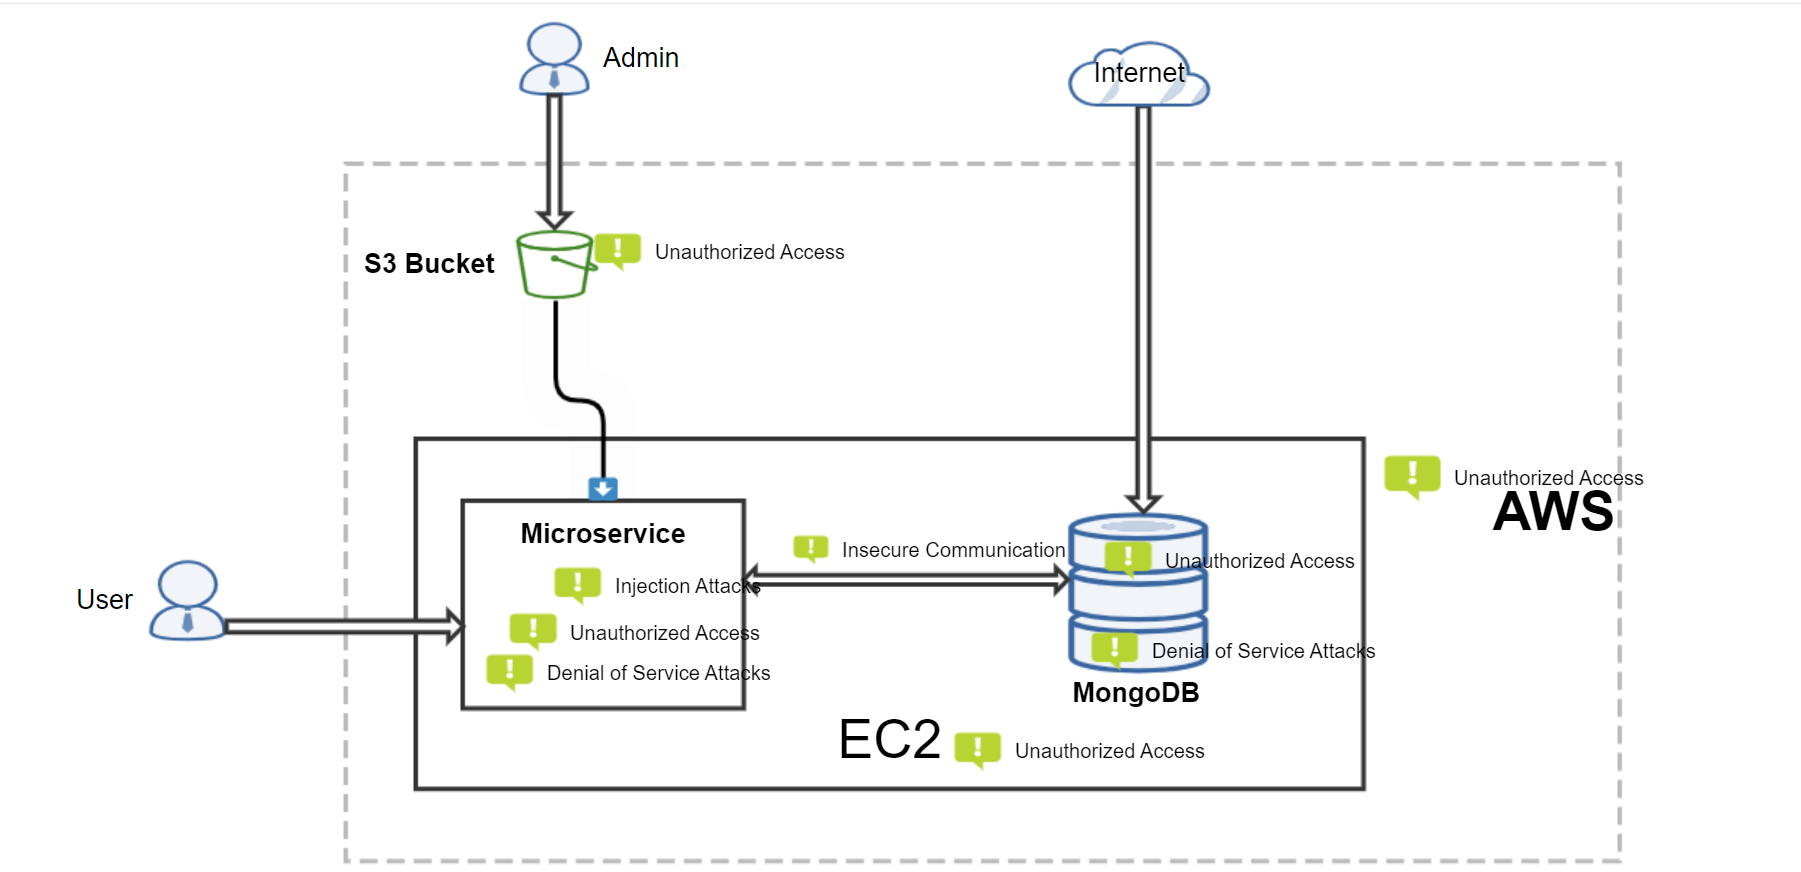 Admin
Internet
S3 Bucket
Unauthorized Access
Unauthorized Access
AWS
Microservice
Insecure Communication
Unauthorized Access
Injection Attacks
User
Unauthorized Access
Denial of Service Attacks
Denial of Service Attacks
MongoDB
EC2
Unauthorized Access